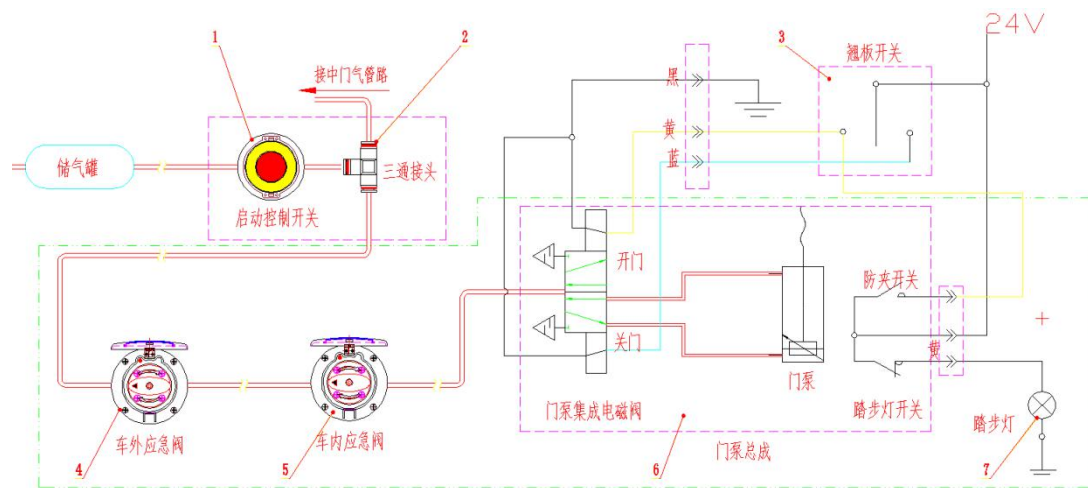 1
2
3
24V
接中门气管路
翘板开关
黑
黄
蓝
储气罐
三通接头
启动控制开关
开门
关门
防夹开关
+
黄
门泵
门泵集成电磁阀
踏步灯开关
踏步灯
车外应急阀
车内应急阀
门泵总成
4
5
6
7